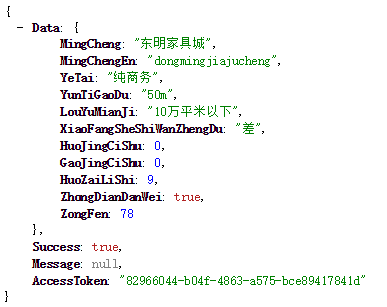 {
- Data: {
MingCheng: "东明家具城",
MingChengEn: "dongmingjiajucheng",
YeTai: "纯商务",
YunTiGaoDu: "50m",
LouYuMianJi: "10万平米以下",
XiaoFangSheShiWanZhengDu: "差",
HuoJingCiShu: 0,
GaoJingCiShu: 0,
HuoZaiLiShi: 9,
ZhongDianDanWei: true,
ZongFen: 78
},
Success: true,
Message: null,
AccessToken: "82966044-b04f-4863-a575-bce89417841d"
}